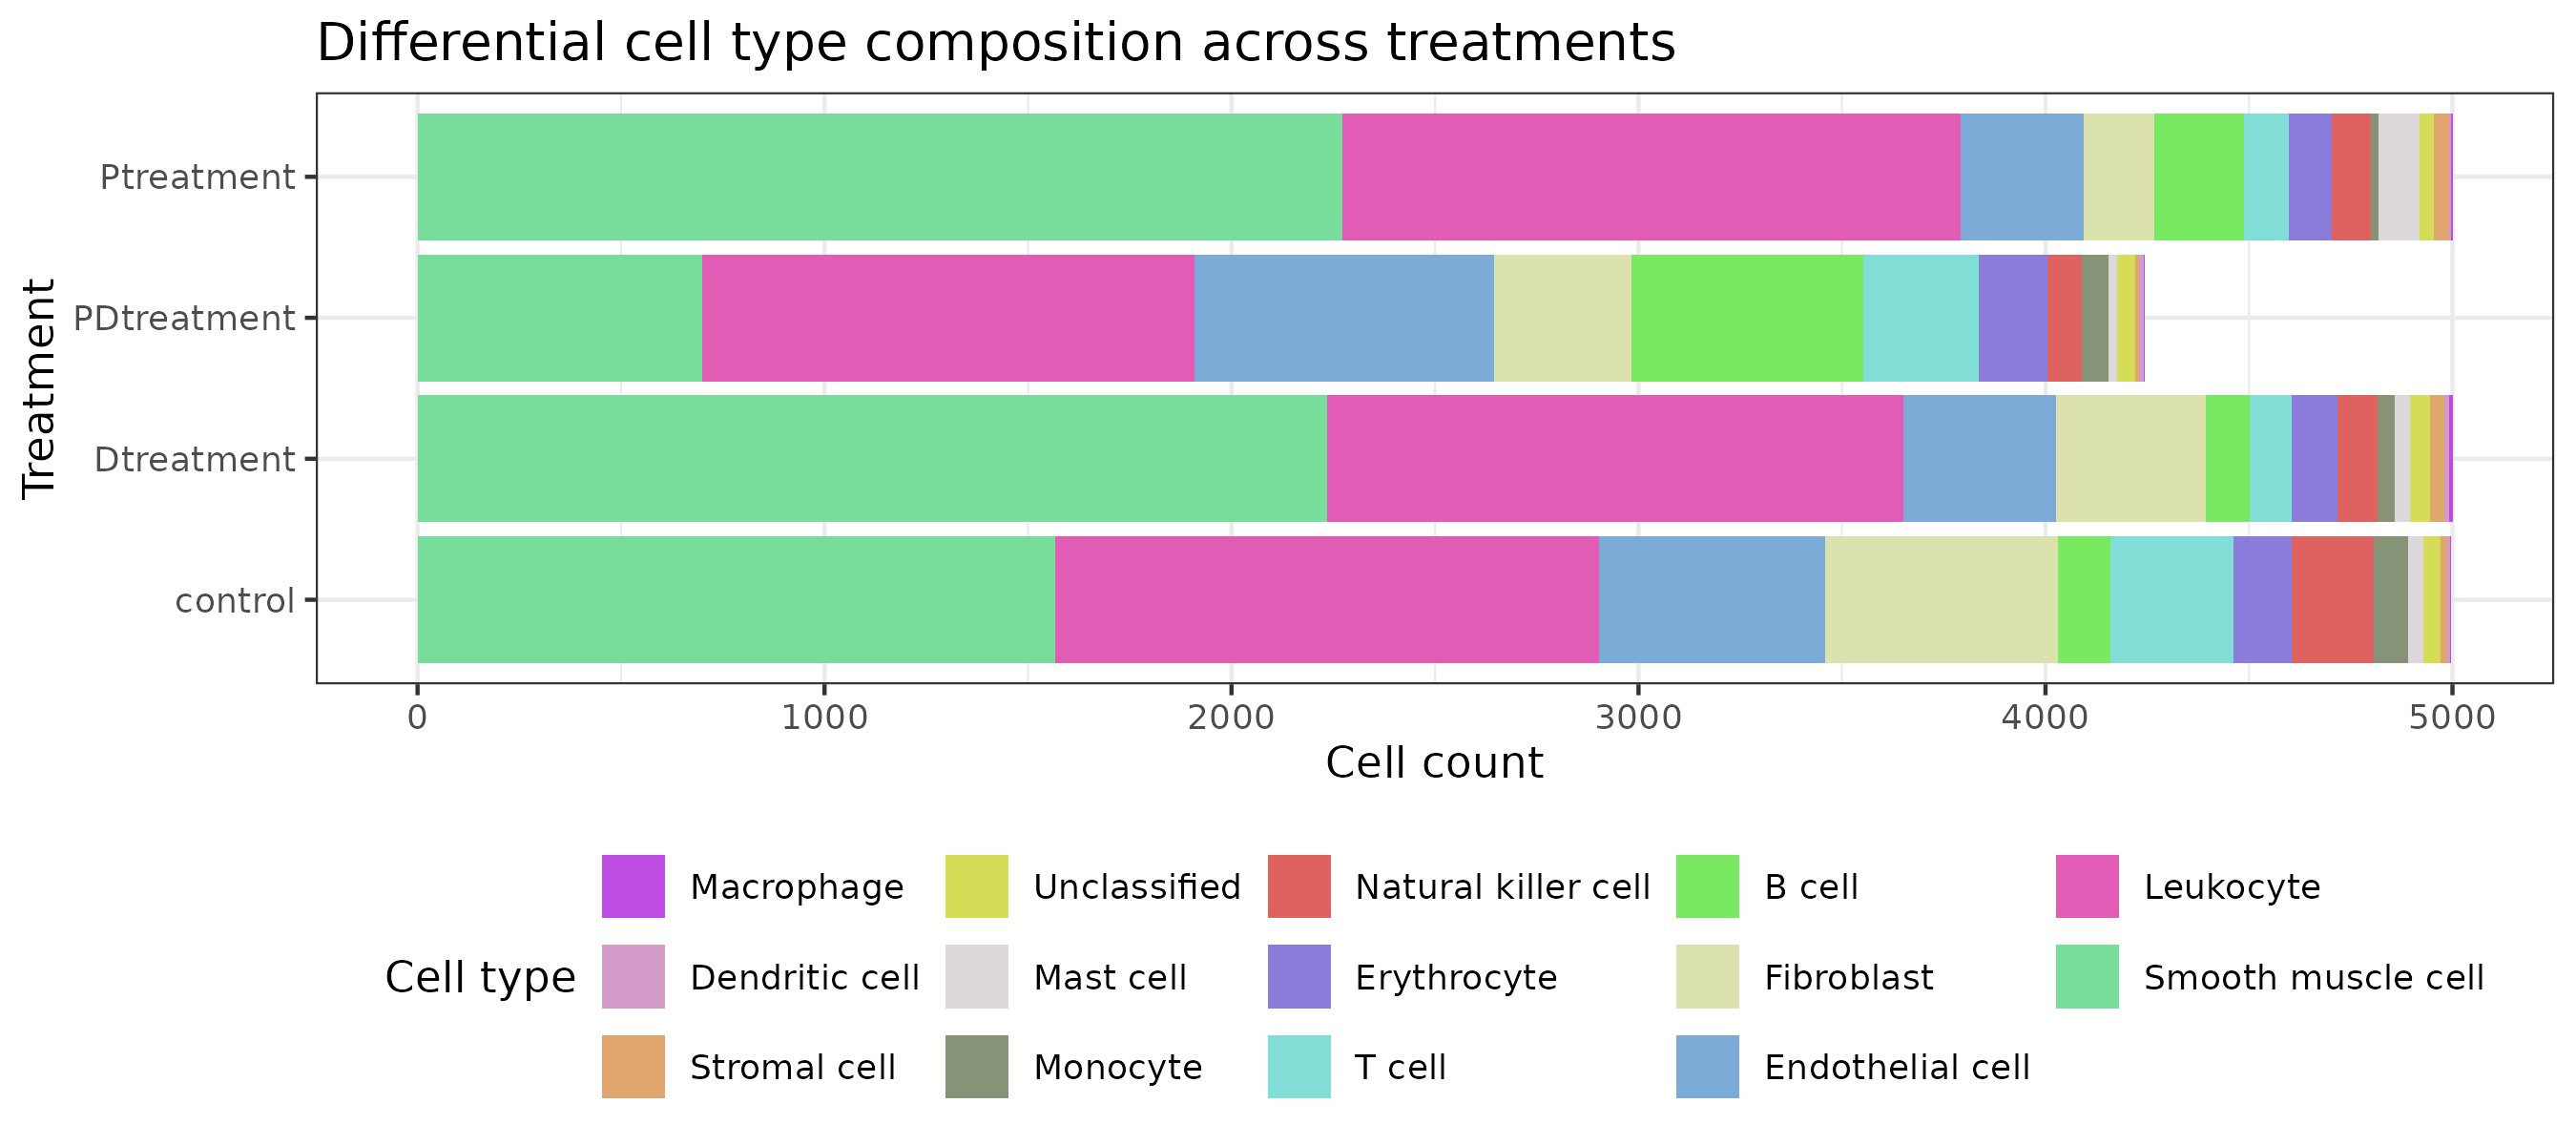 Differential cell type composition across treatments
Treatment
Ptreatment
PDtreatment
Dtreatment
control
0 1000 2000 3000 4000 5000
Cell count
Cell type
Macrophage Unclassified Natural killer cell B cell Leukocyte
Dendritic cell Mast cell Erythrocyte Fibroblast Smooth muscle cell
Stromal cell Monocyte T cell Endothelial cell